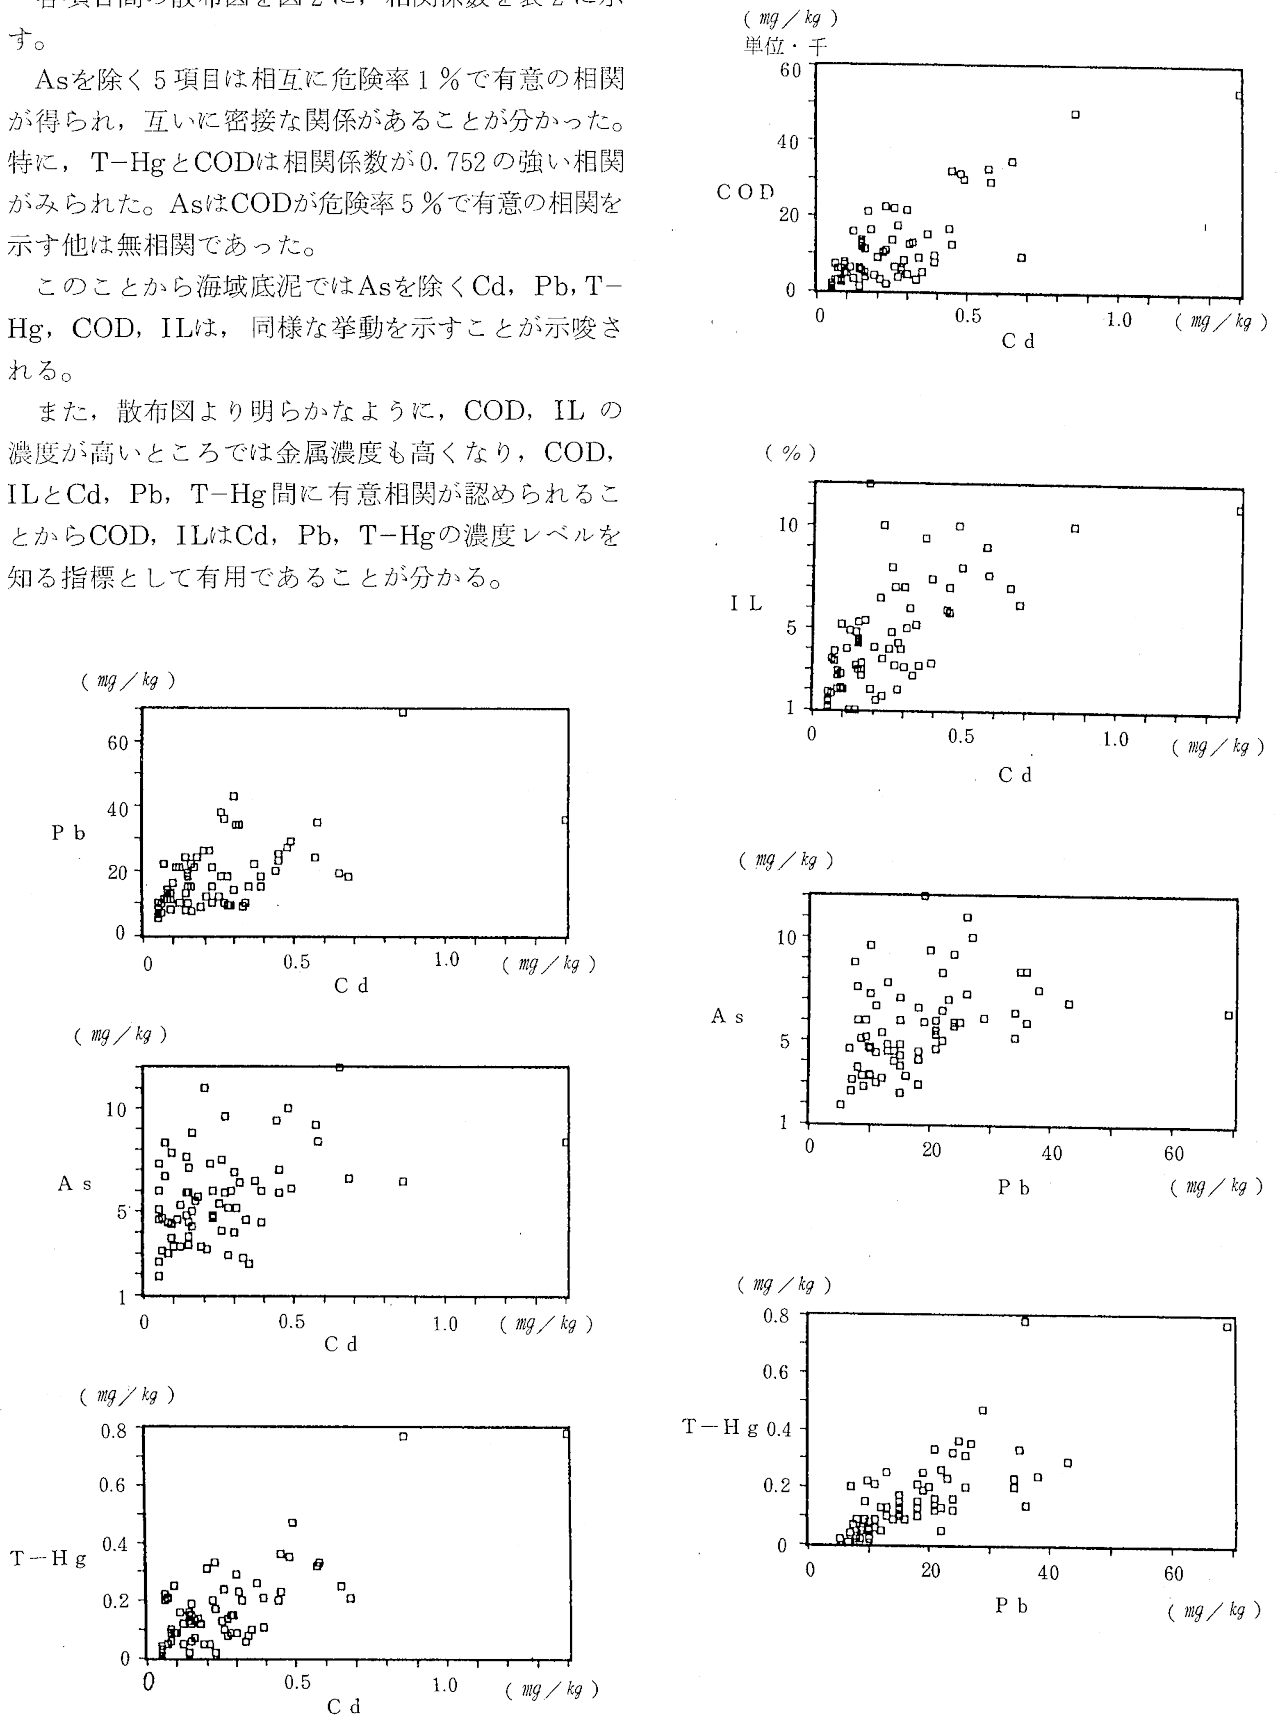 各項目間の散布図を図2に，相関係数を表2に示
す。
Asを除く5項目は相互に危険率1％で有意の相関
が得られ，互いに密接な関係があることが分かった。
特に，T−HgとCODは相関係数が0.752の強い相関
がみられた。AsはCODが危険率5％で有意の相関を
示す他は無相関であった。
このことから海域底泥ではAsを除くCd，Pb，T−
Hg，COD，ILは，同様な挙動を示すことが示唆さ
れる。
また，散布図より明らかなように，COD，ILの
濃度が高いところでは金属濃度も高くなり，COD，
ILとCd，Pb，T−Hg間に有意相関が認められるこ
とからCOD，ILはCd，Pb，T−Hgの濃度レベルを
知る指標として有用であることが分かる。
(mg／kg)
60
40
Pb
20
0
0 0.5 1.0 (mg／kg)
Cd
(mg／kg)
10
As
5
1
0 0.5 1.0 (mg／kg)
Cd
(mg／kg)
0.8
0.6
0.4
T−Hg
0.2
0
0 0.5 1.0 (mg／kg)
Cd
(mg／kg)
単位・千
60
40
COD
20
0
0 0.5 1.0 (mg／kg)
Cd
(％)
10
IL
5
1
0 0.5 1.0 (mg／kg)
Cd
(mg／kg)
10
As
5
1
0 20 40 60
Pb (mg／kg)
(mg／kg)
0.8
0.6
T−Hg 0.4
0.2
0
0 20 40 60
Pb (mg／kg)